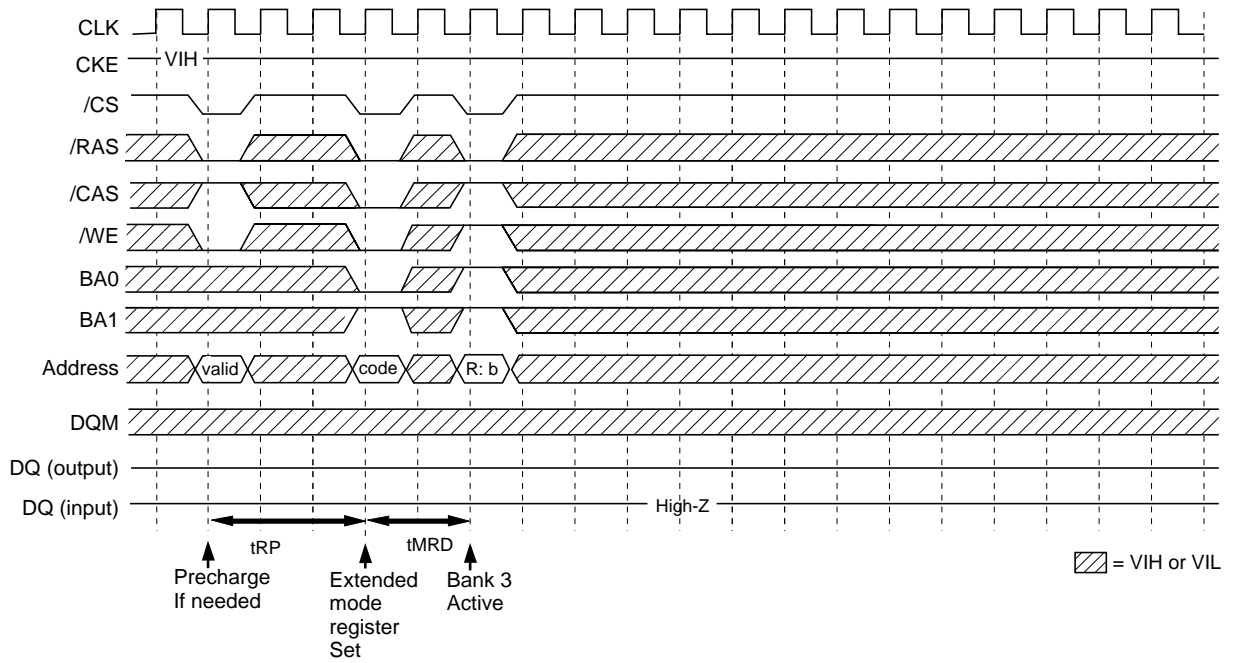 CLK
CKE
VIH
/CS
/RAS
/CAS
/WE
BA0
BA1
Address
valid
code
R: b
DQM
DQ (output)
DQ (input)
High-Z
tRP
tMRD
Precharge
If needed
Extended
mode
register
Set
Bank 3
Active
= VIH or VIL